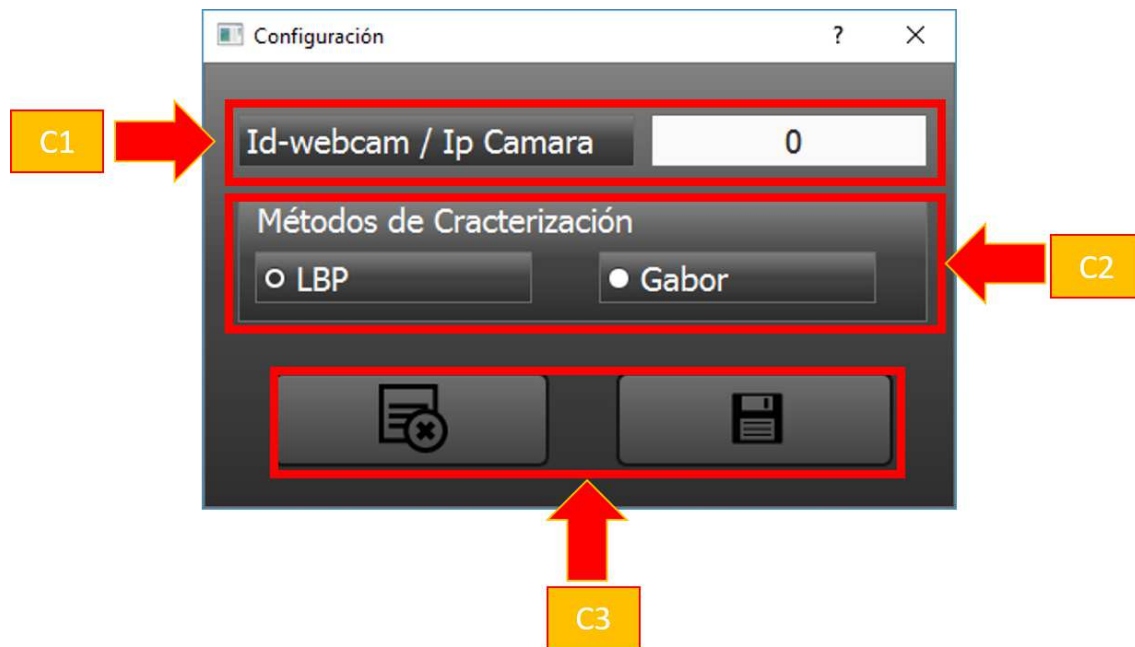 Configuración ?
C1
Id-webcam / Ip Camara 0
Métodos de Cracterización
LBP Gabor
C2
C3